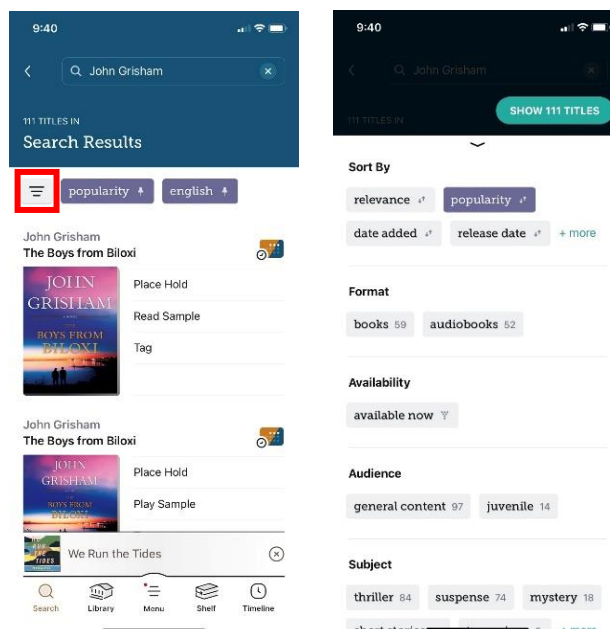 9:40
John Grisham
111 TITLES IN
Search Results
popularity
english
John Grisham
The Boys from Biloxi
JOHN
GRISHAM
BOYS FROM
BILOXI
Place Hold
Read Sample
Tag
John Grisham
The Boys from Biloxi
JOHN
GRISHAM
BOYS FROM
BILOXI
Place Hold
Play Sample
TIDES
We Run the Tides
Search
Library
Menu
Shelf
Timeline
9:40
John Grisham
111 TITLES IN
SHOW 111 TITLES
Sort By
relevance popularity
date added release date + more
Format
books 59 audiobooks 52
Availability
available now
Audience
general content 97 juvenile 14
Subject
thriller 84 suspense 74 mystery 18